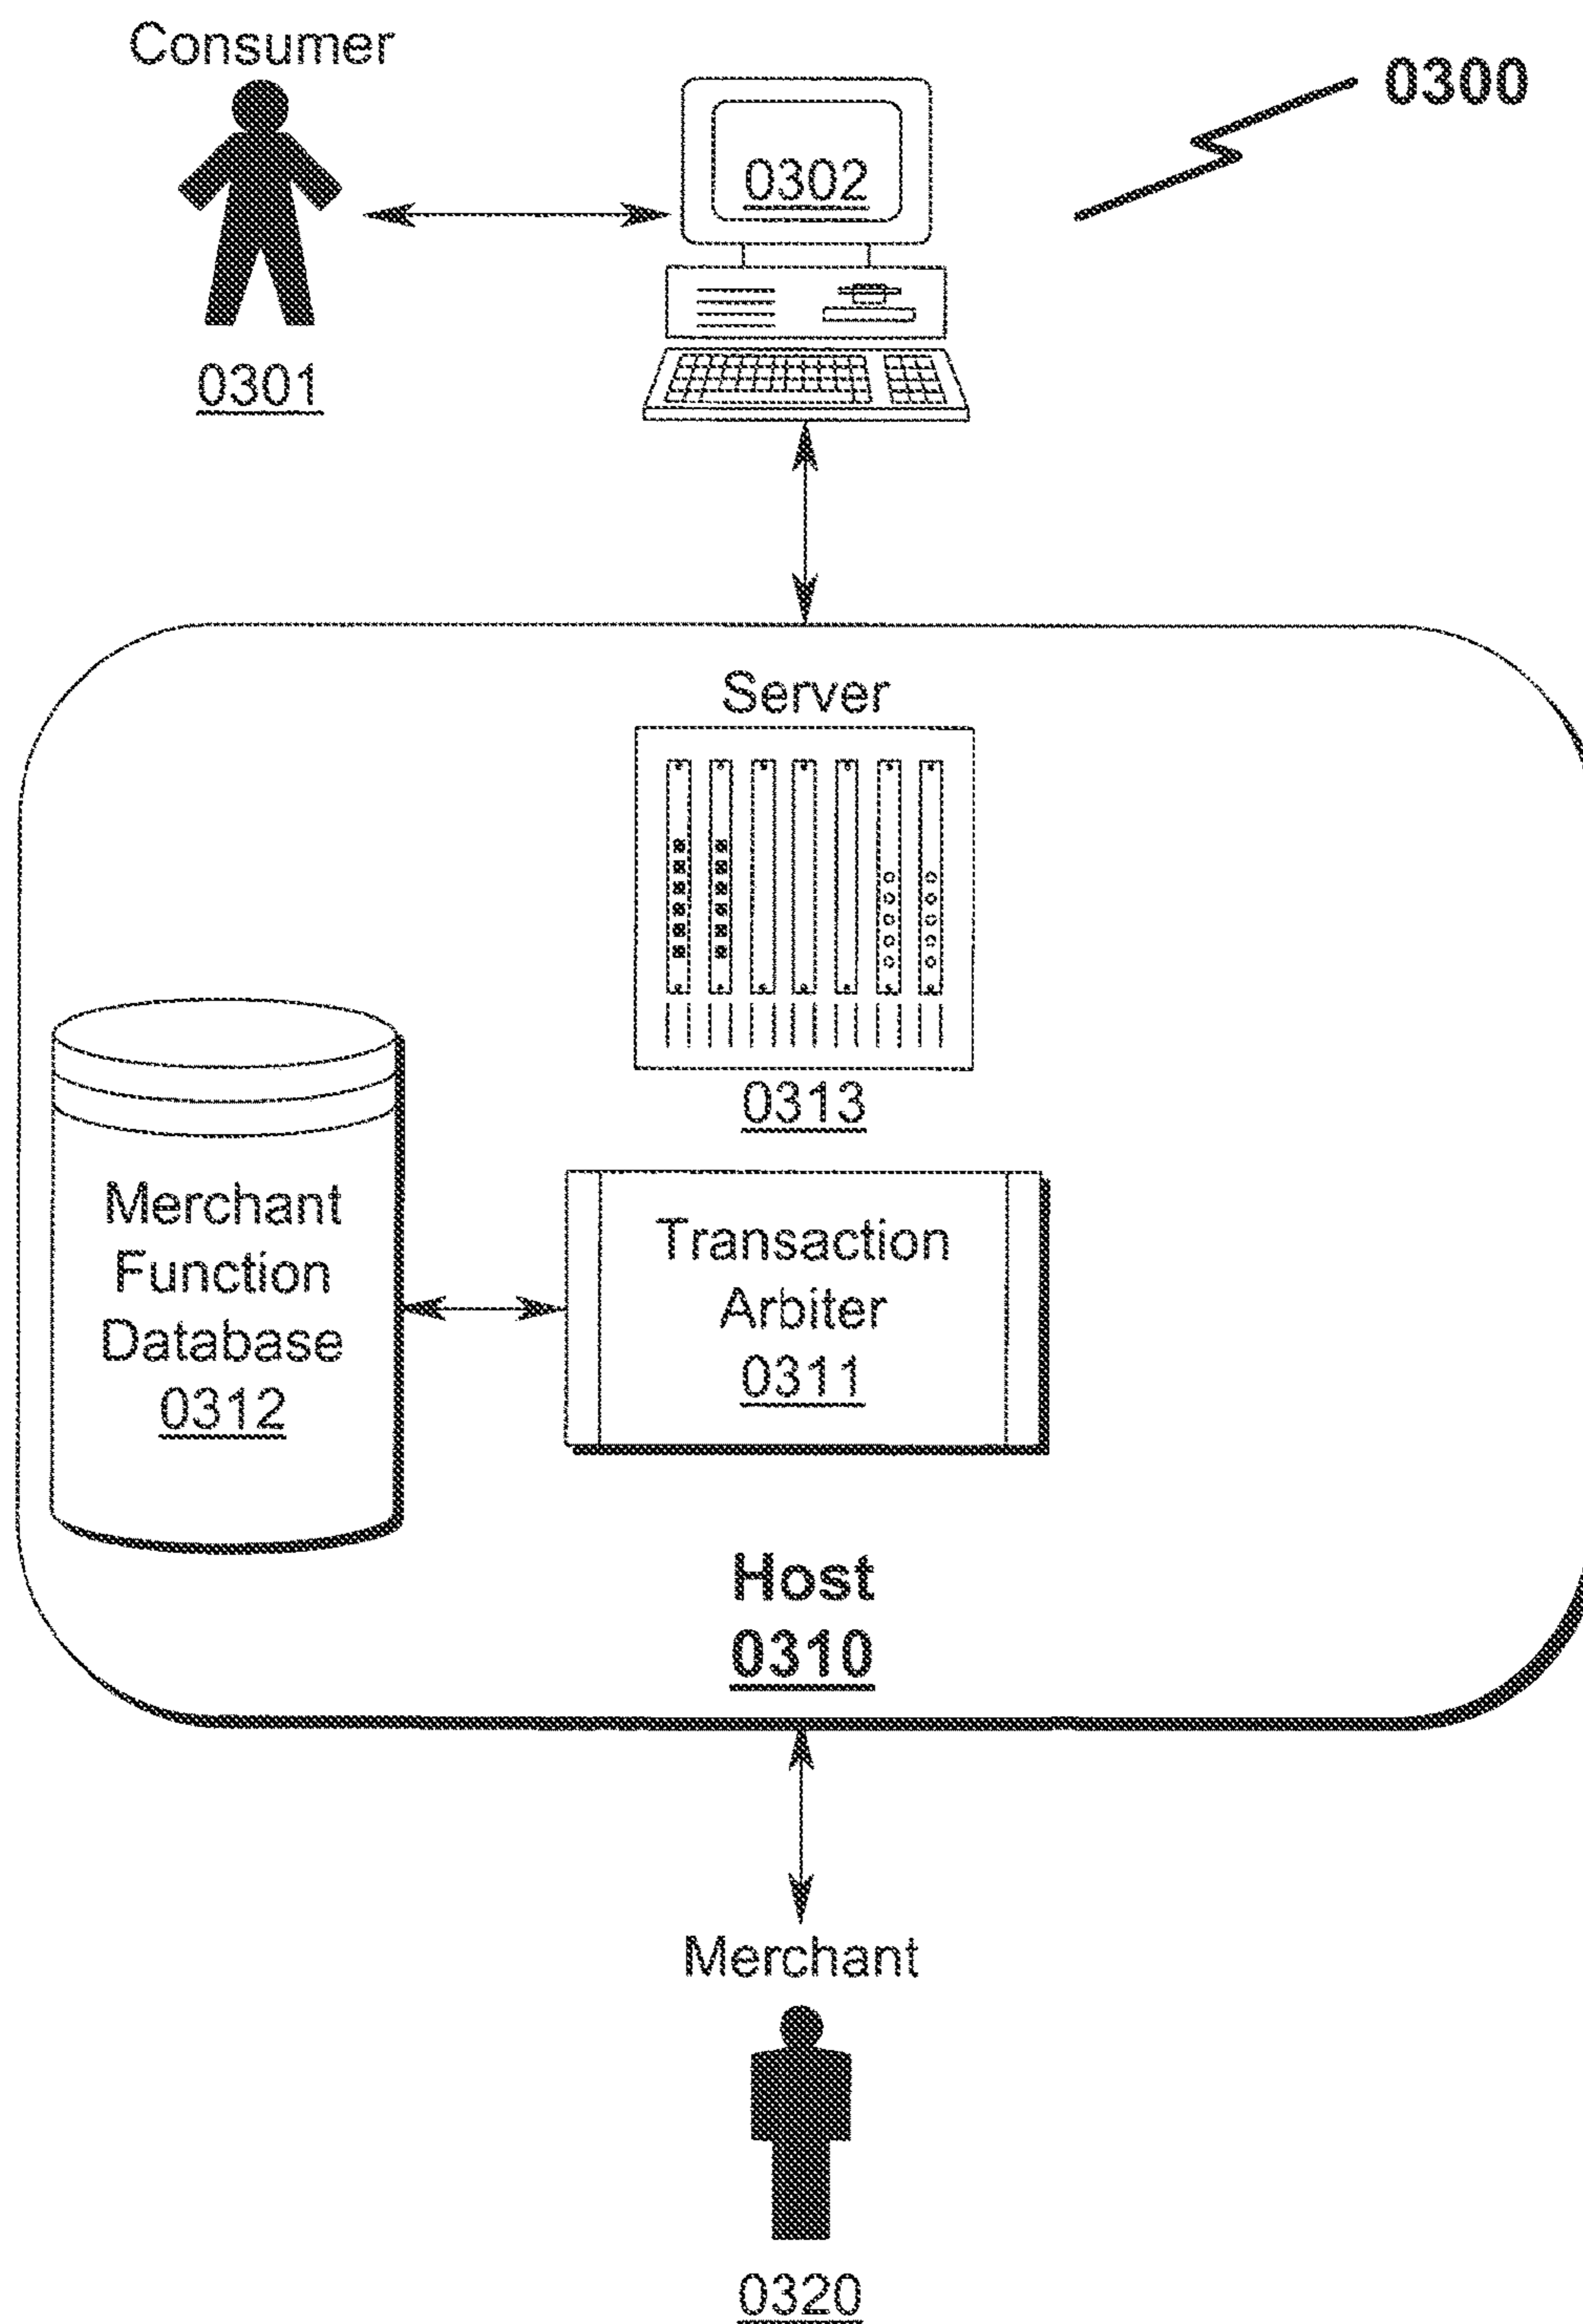 Consumer
0300
0302
0301
Server
0313
Merchant
Function
Database
0312
Transaction
Arbiter
0311
Host
0310
Merchant
0320